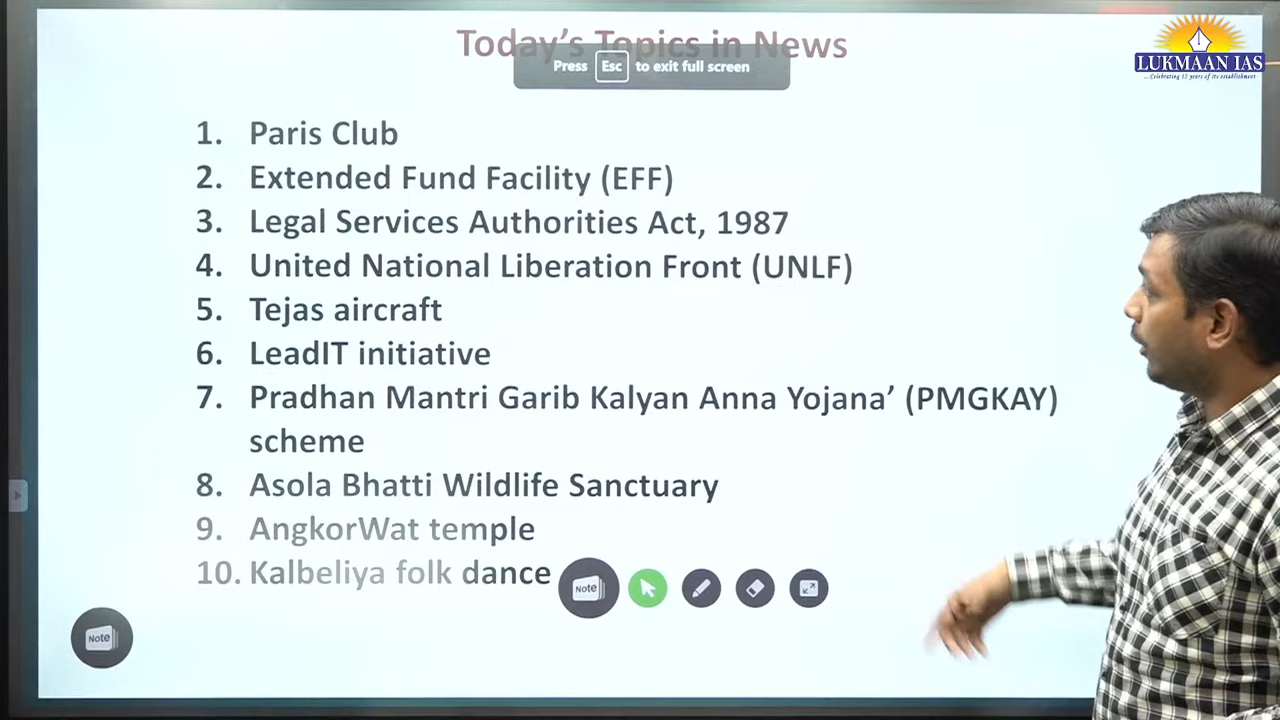 Today's Topics in News
Press Esc to exit full screen
LUKMAAN IAS
...Celebrating 15 years of its establishment
1. Paris Club
2. Extended Fund Facility (EFF)
3. Legal Services Authorities Act, 1987
4. United National Liberation Front (UNLF)
5. Tejas aircraft
6. LeadIT initiative
7. Pradhan Mantri Garib Kalyan Anna Yojana’ (PMGKAY)
scheme
8. Asola Bhatti Wildlife Sanctuary
9. AngkorWat temple
10. Kalbeliya folk dance
Note
Note